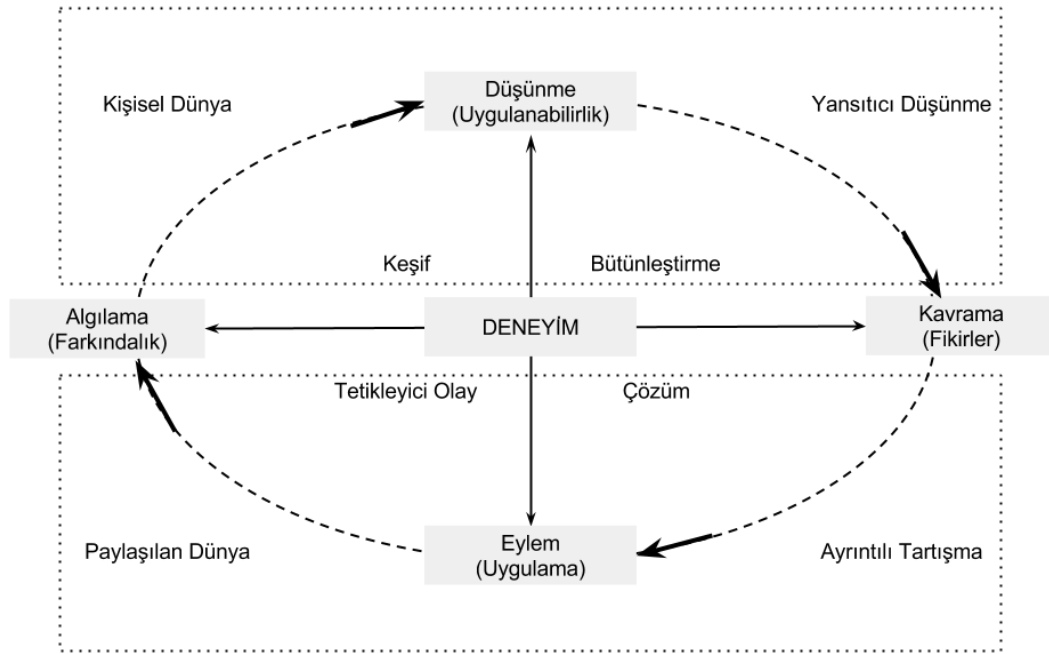 Düşünme
(Uygulanabilirlik)
Kişisel Dünya
Yansıtıcı Düşünme
Keşif
Bütünleştirme
Algılama
(Farkındalık)
DENEYİM
Kavrama
(Fikirler)
Tetikleyici Olay
Çözüm
Paylaşılan Dünya
Eylem
(Uygulama)
Ayrıntılı Tartışma